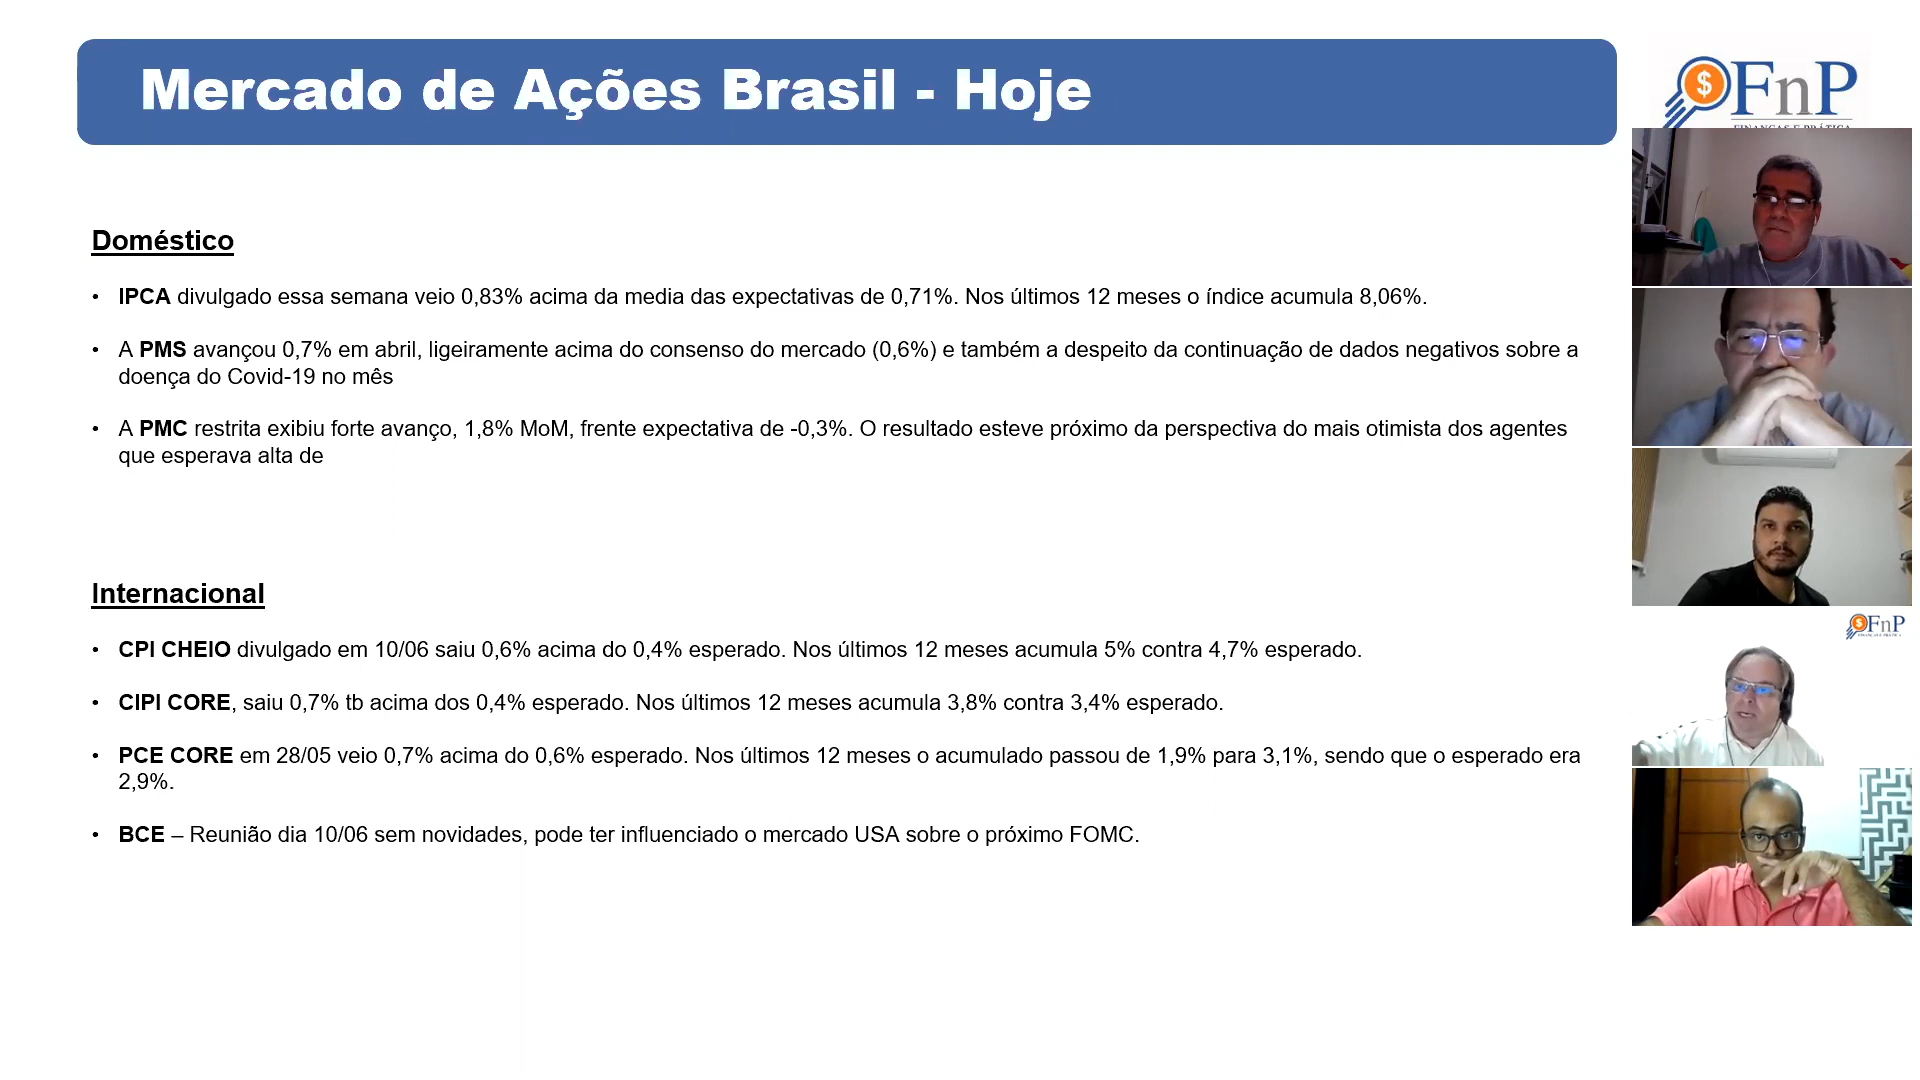 Mercado de Ações Brasil - Hoje
FnP
FINANÇAS E PRÁTICA
Doméstico
• IPCA divulgado essa semana veio 0,83% acima da media das expectativas de 0,71%. Nos últimos 12 meses o índice acumula 8,06%.
• A PMS avançou 0,7% em abril, ligeiramente acima do consenso do mercado (0,6%) e também a despeito da continuação de dados negativos sobre a
doença do Covid-19 no mês
• A PMC restrita exibiu forte avanço, 1,8% MoM, frente expectativa de -0,3%. O resultado esteve próximo da perspectiva do mais otimista dos agentes
que esperava alta de
Internacional
• CPI CHEIO divulgado em 10/06 saiu 0,6% acima do 0,4% esperado. Nos últimos 12 meses acumula 5% contra 4,7% esperado.
• CIPI CORE, saiu 0,7% tb acima dos 0,4% esperado. Nos últimos 12 meses acumula 3,8% contra 3,4% esperado.
• PCE CORE em 28/05 veio 0,7% acima do 0,6% esperado. Nos últimos 12 meses o acumulado passou de 1,9% para 3,1%, sendo que o esperado era
2,9%.
• BCE – Reunião dia 10/06 sem novidades, pode ter influenciado o mercado USA sobre o próximo FOMC.
FnP